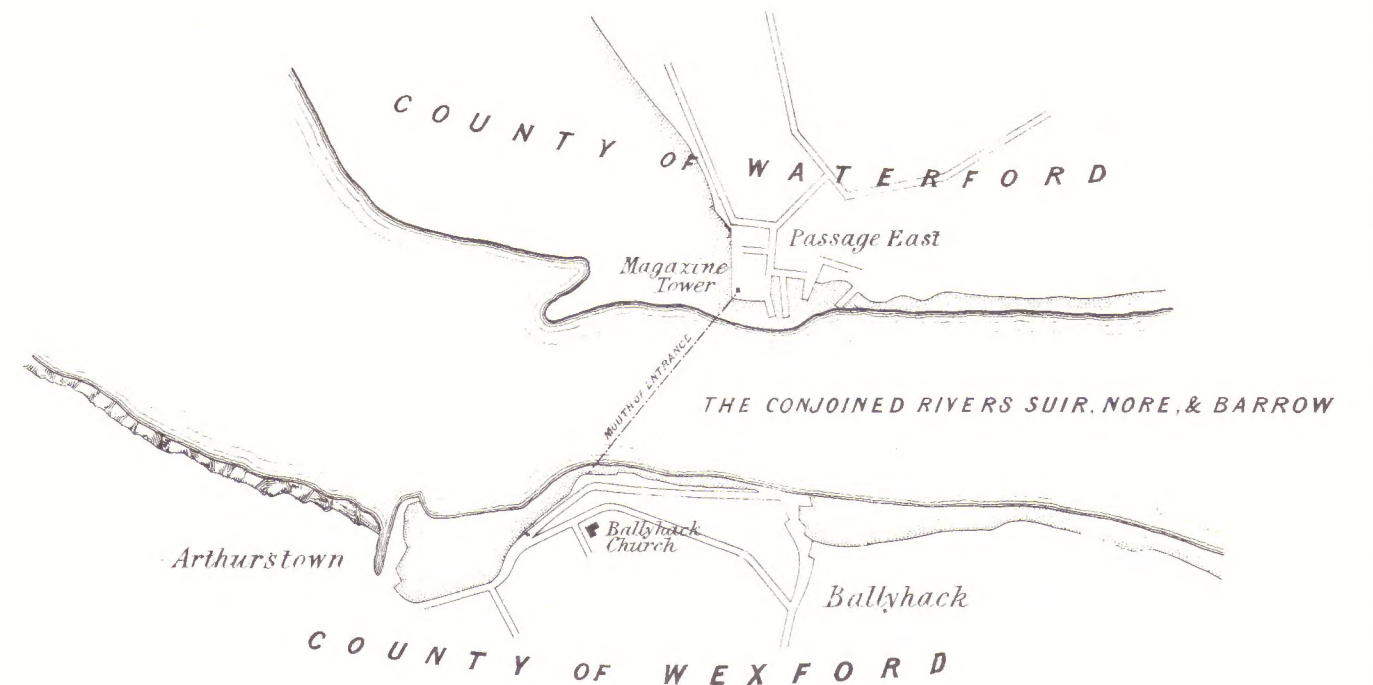 COUNTY OF WATERFORD
Passage East
Magazine
Tower
MOUTH OF ENTRANCE
THE CONJOINED RIVERS SUIR, NORE, & BARROW
Ballyhack
Church
Arthurstown
Ballyhack
COUNTY OF WEXFORD